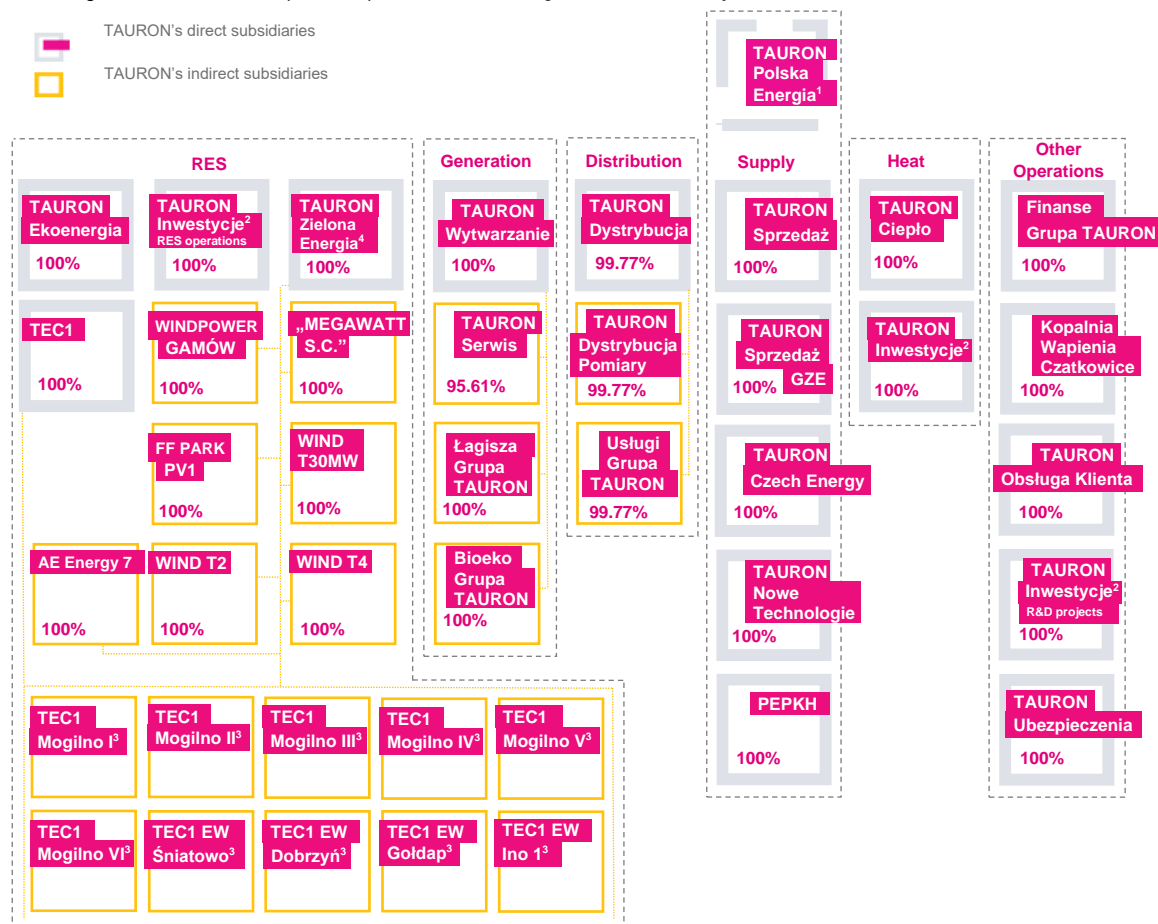 TAURON's direct subsidiaries
TAURON's indirect subsidiaries
TAURON
Polska
Energia¹
RES
Generation
Distribution
Supply
Heat
Other
Operations
TAURON
Ekoenergia
100%
TAURON
Inwestycje²
RES operations
100%
TAURON
Zielona
Energia⁴
100%
TAURON
Wytwarzanie
100%
TAURON
Dystrybucja
99.77%
TAURON
Sprzedaż
100%
TAURON
Ciepło
100%
Finanse
Grupa TAURON
100%
TEC1
100%
WINDPOWER
GAMÓW
100%
„MEGAWATT
S.C.”
100%
TAURON
Serwis
95.61%
TAURON
Dystrybucja
Pomiary
99.77%
TAURON
Sprzedaż
GZE
100%
TAURON
Inwestycje²
100%
Kopalnia
Wapienia
Czatkowice
100%
FF PARK
PV1
100%
WIND
T30MW
100%
Łagisza
Grupa
TAURON
100%
Usługi
Grupa
TAURON
99.77%
TAURON
Czech Energy
100%
TAURON
Obsługa Klienta
100%
AE Energy 7
100%
WIND T2
100%
WIND T4
100%
Bioeko
Grupa
TAURON
100%
TAURON
Nowe
Technologie
100%
TAURON
Inwestycje²
R&D projects
100%
PEPKH
100%
TAURON
Ubezpieczenia
100%
TEC1
Mogilno I³
TEC1
Mogilno II³
TEC1
Mogilno III³
TEC1
Mogilno IV³
TEC1
Mogilno V³
TEC1
Mogilno VI³
TEC1 EW
Śniatowo³
TEC1 EW
Dobrzyń³
TEC1 EW
Gołdap³
TEC1 EW
Ino 1³